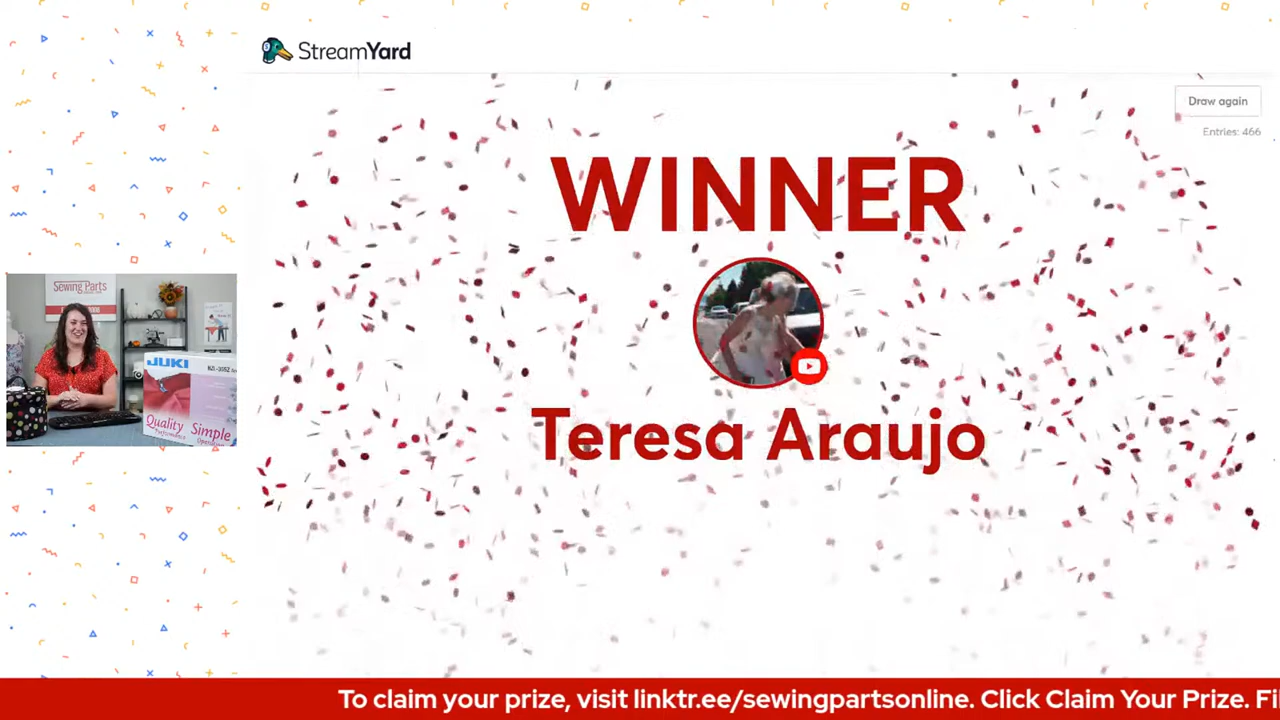 StreamYard
Draw again
Entries: 466
WINNER
Teresa Araujo
Sewing Parts
JUKI
Quality
Simple
To claim your prize, visit linktr.ee/sewingpartsonline. Click Claim Your Prize. Fi